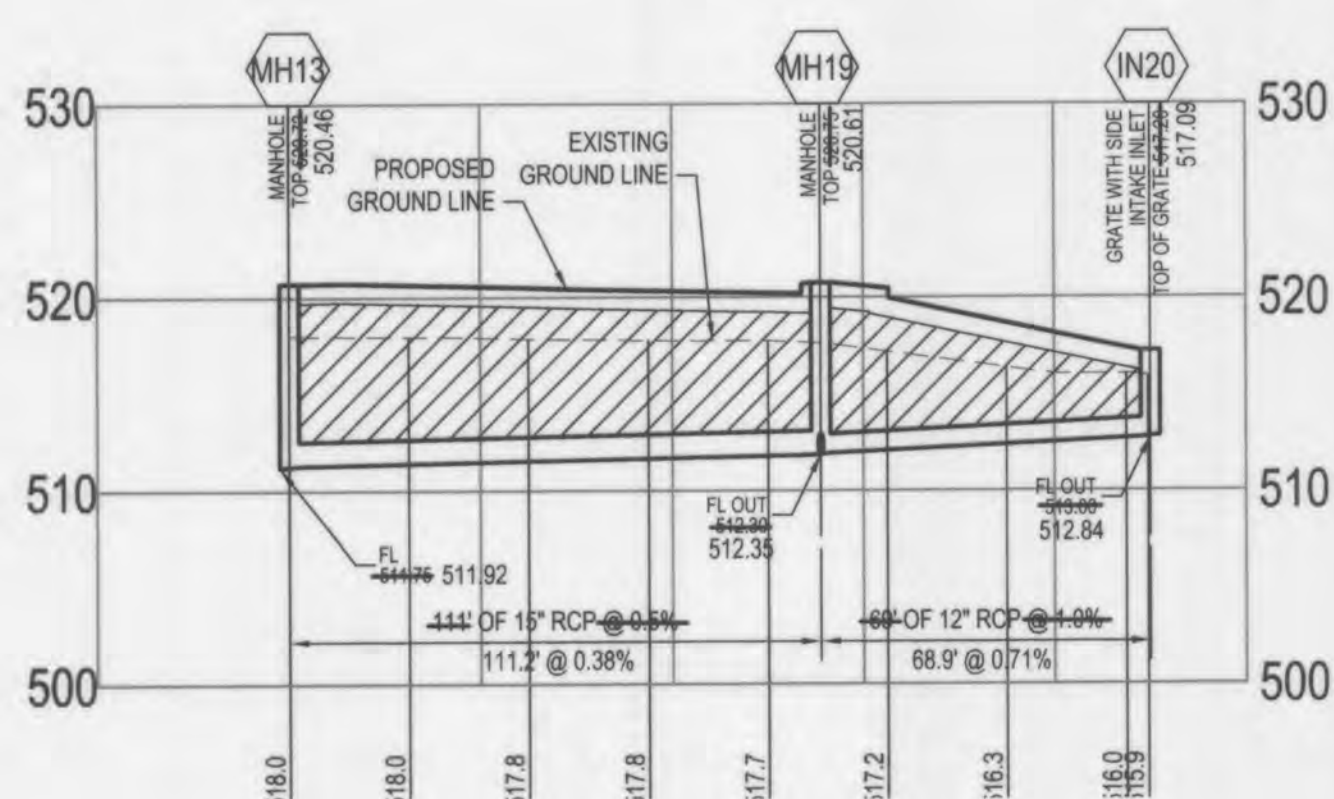 MH13
MH19
IN20
530
530
MANHOLE
TOP 520.72
520.46
PROPOSED
GROUND LINE
EXISTING
GROUND LINE
MANHOLE
TOP 520.75
520.61
GRATE WITH SIDE
INTAKE INLET
TOP OF GRATE 517.20
517.09
520
520
510
510
FL
511.75 511.92
FL OUT
512.30
512.35
FL OUT
513.00
512.84
111' OF 15" RCP @ 0.5%
111.2' @ 0.38%
69' OF 12" RCP @ 1.0%
68.9' @ 0.71%
500
500
518.0
518.0
517.8
517.8
517.7
517.2
516.3
516.0
515.9